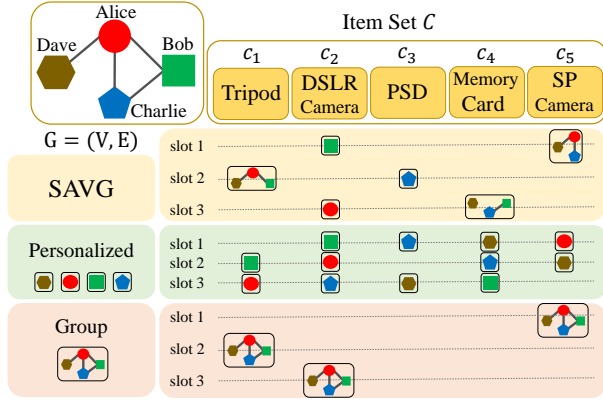 Alice
Dave
Bob
Charlie
G = (V, E)
Item Set C
c₁ c₂ c₃ c₄ c₅
Tripod
DSLR
Camera
PSD
Memory
Card
SP
Camera
SAVG
slot 1
slot 2
slot 3
Personalized
slot 1
slot 2
slot 3
Group
slot 1
slot 2
slot 3